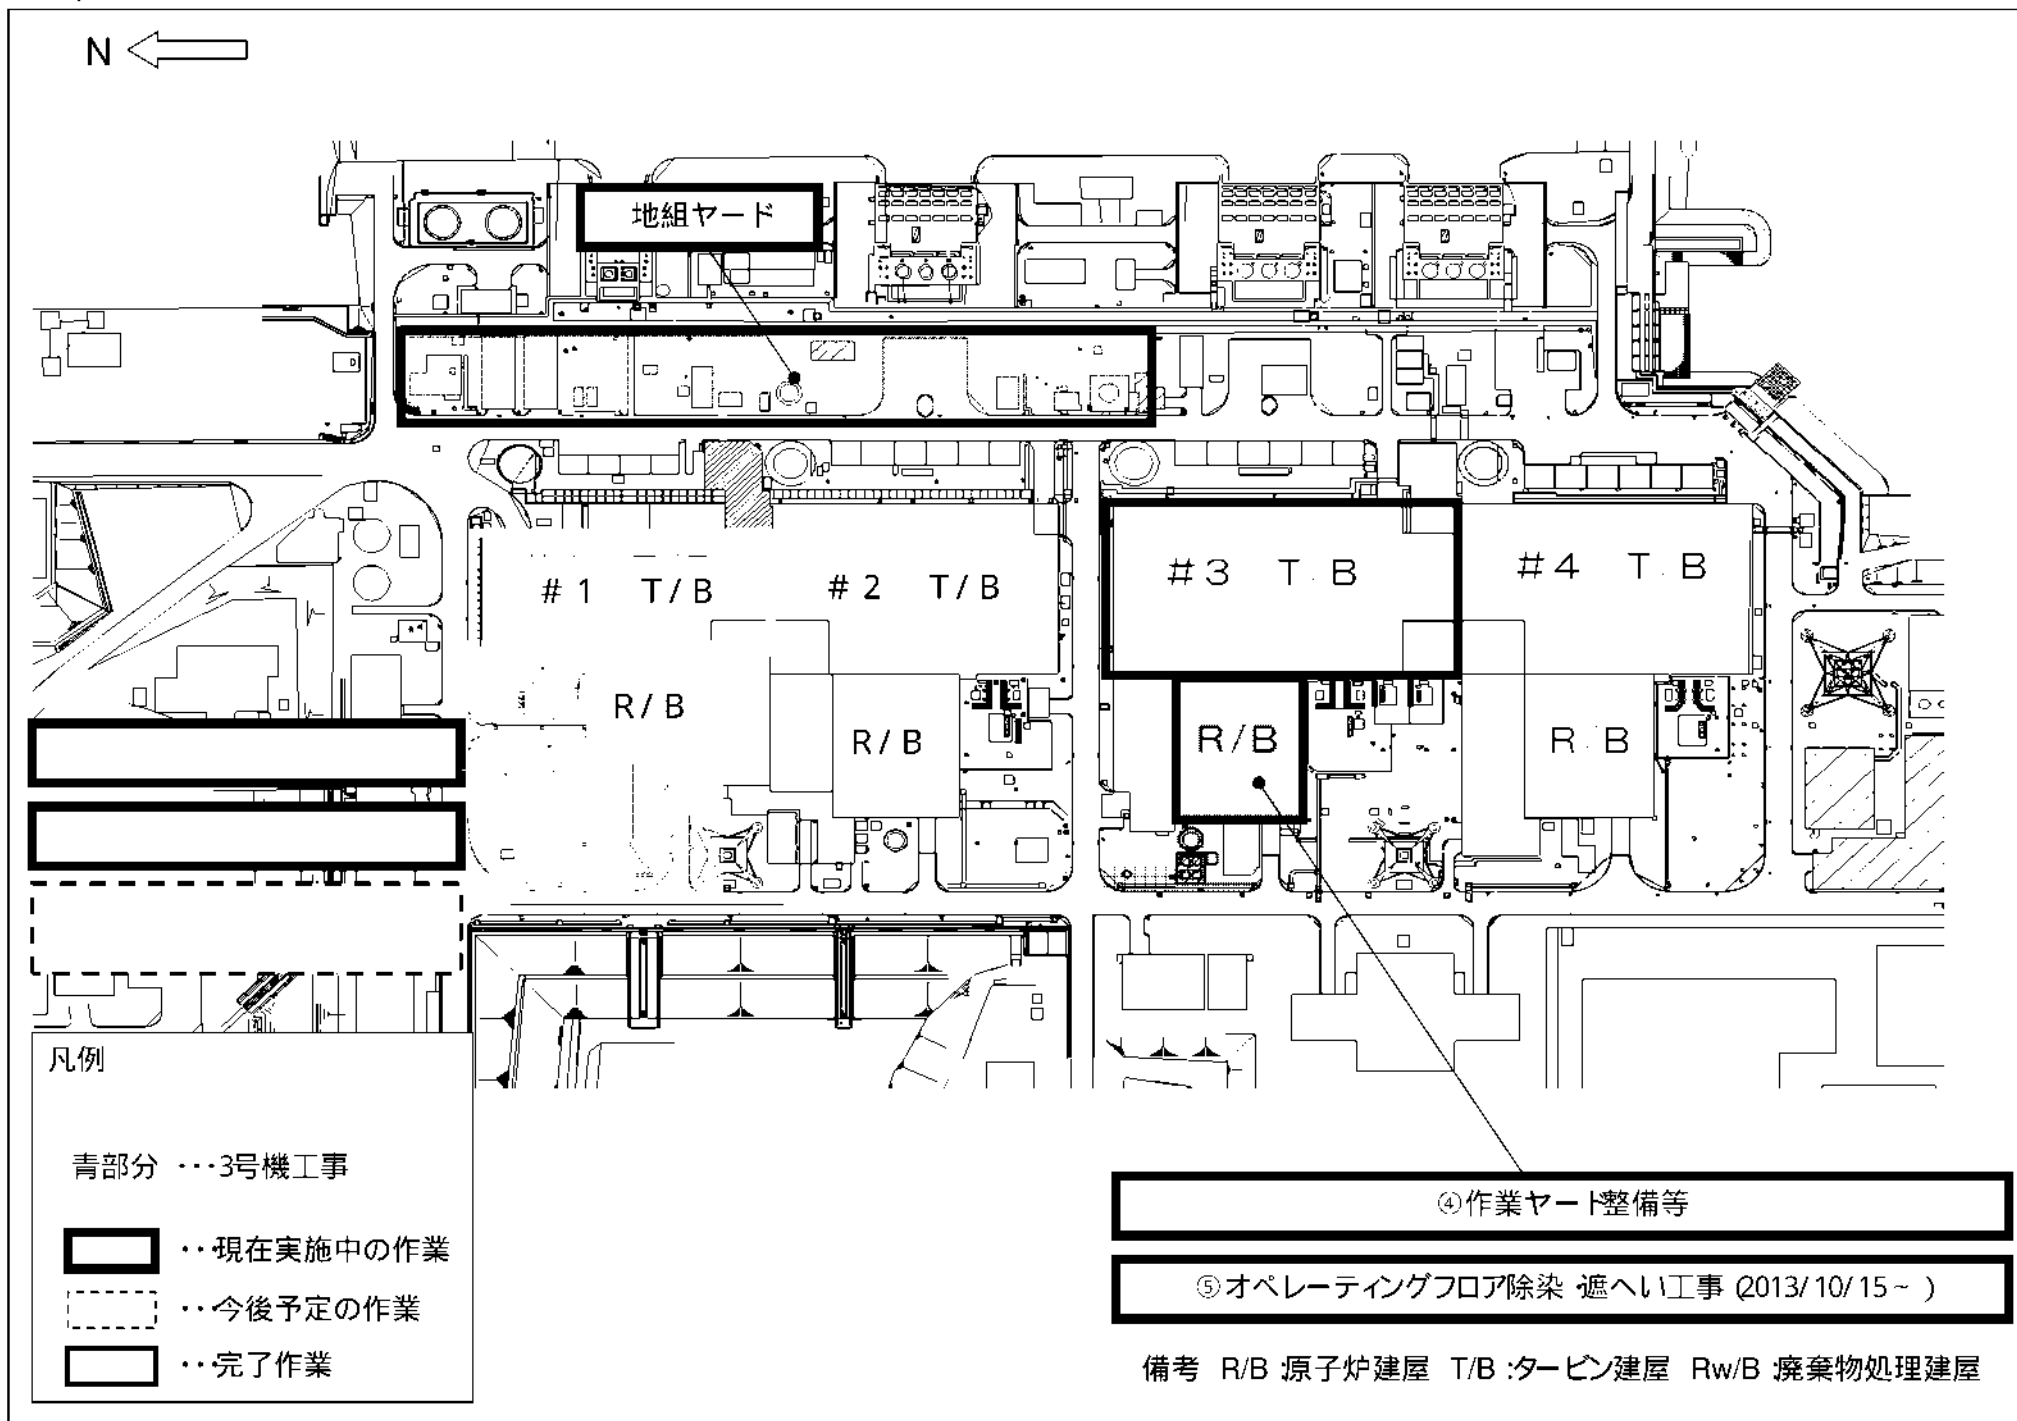 N
地組ヤード
#1 T/B
#2 T/B
#3 T.B
#4 T.B
R/B
R/B
R/B
R.B
凡例
青部分 ・・・3号機工事
・・・現在実施中の作業
・・・今後予定の作業
・・・完了作業
④作業ヤード整備等
⑤オペレーティングフロア除染・遮へい工事 (2013/10/15~ )
備考 R/B:原子炉建屋 T/B:タービン建屋 Rw/B:廃棄物処理建屋